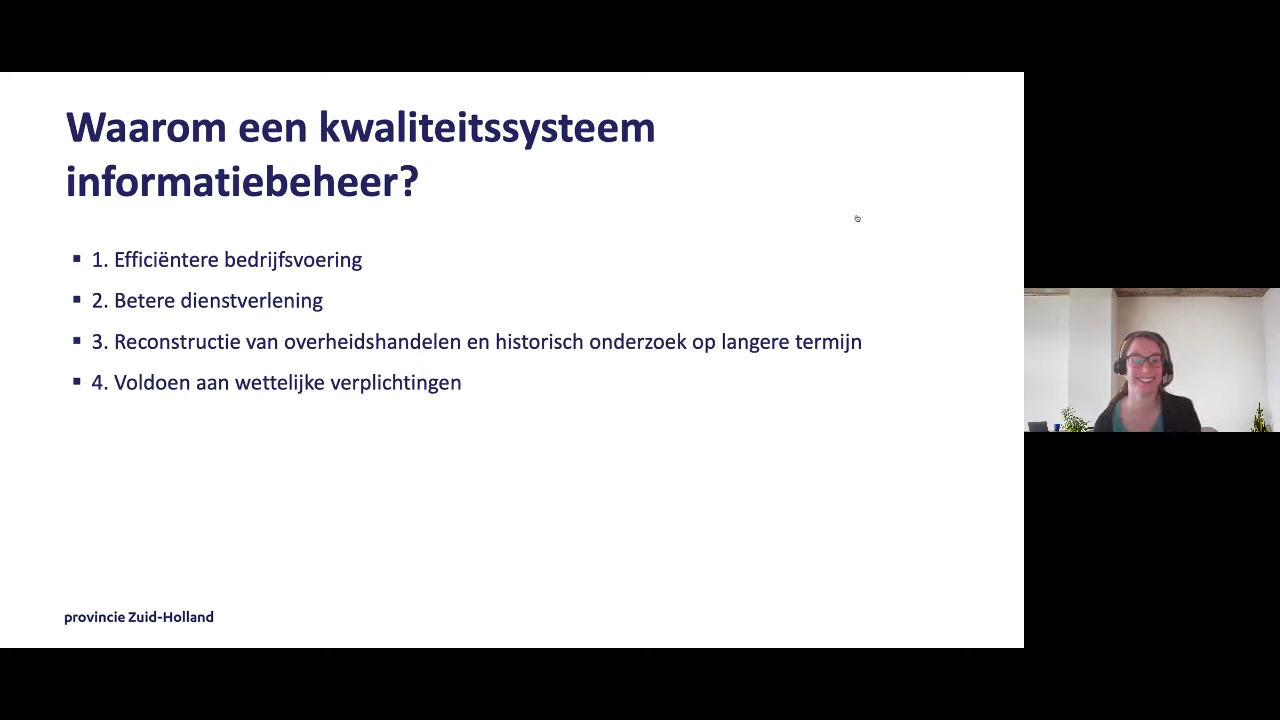 Waarom een kwaliteitssysteem
informatiebeheer?
▪ 1. Efficiëntere bedrijfsvoering
▪ 2. Betere dienstverlening
▪ 3. Reconstructie van overheidshandelen en historisch onderzoek op langere termijn
▪ 4. Voldoen aan wettelijke verplichtingen
provincie Zuid-Holland